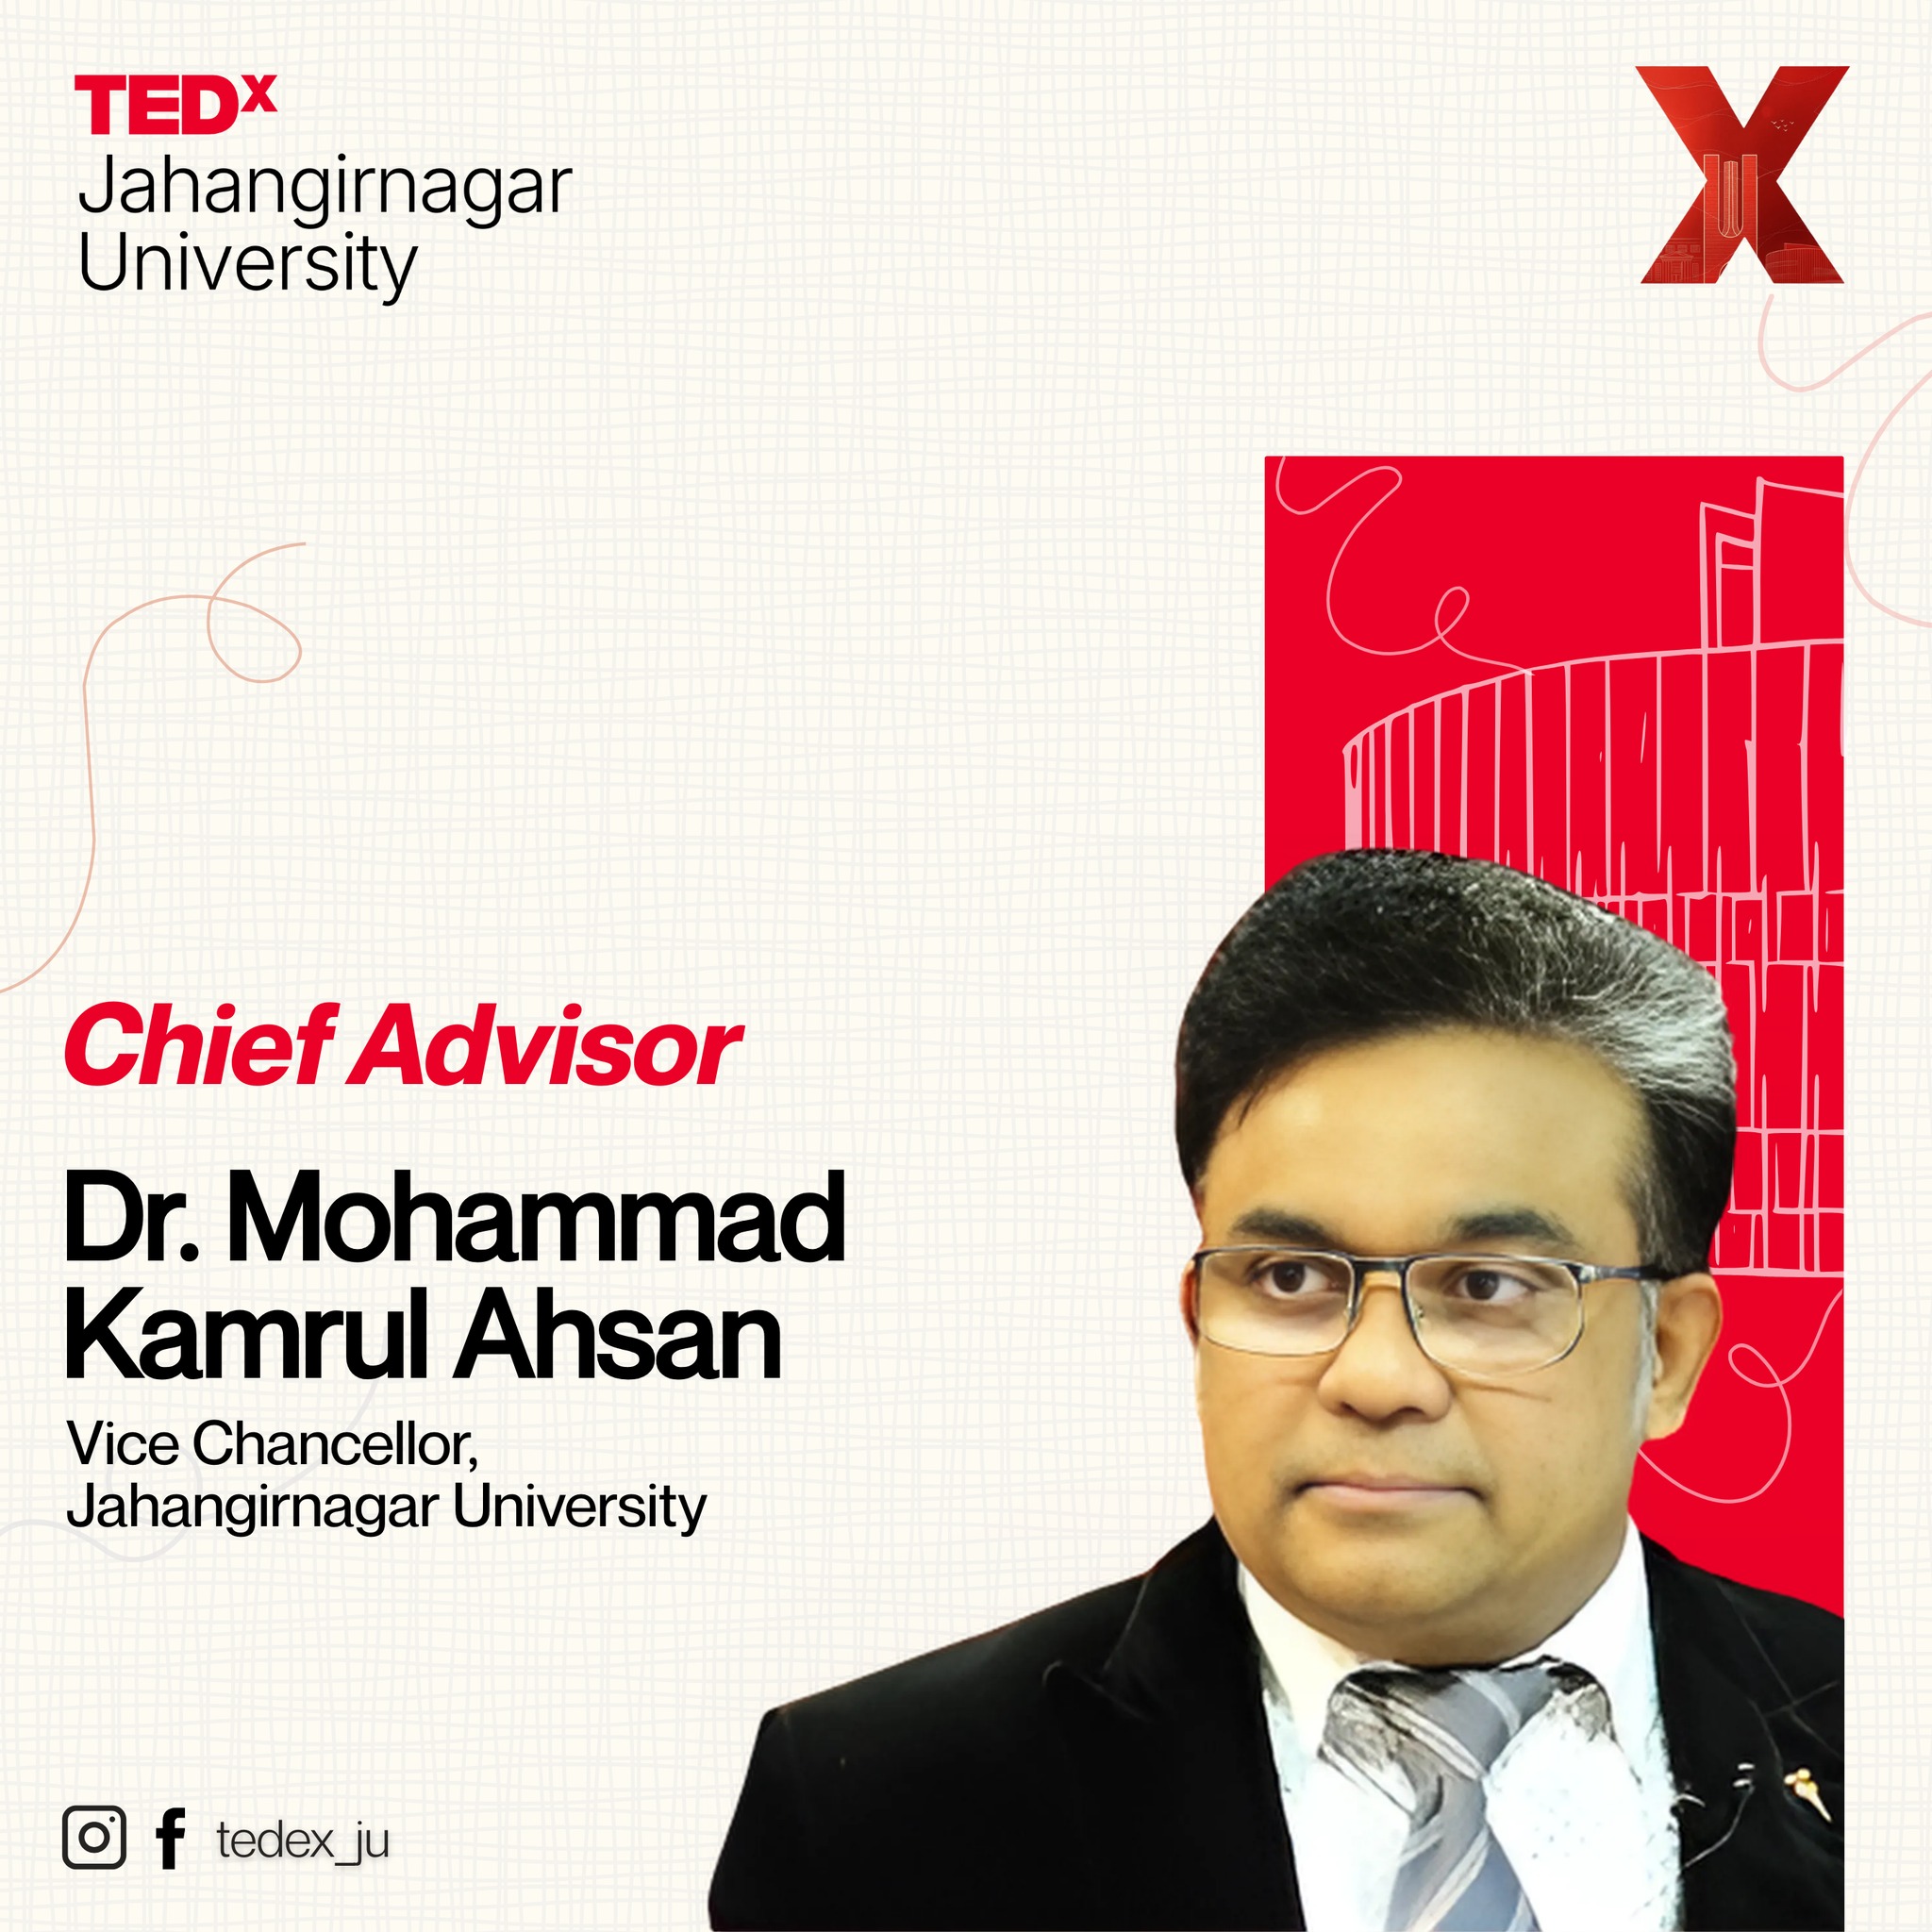 TEDx
Jahangirnagar
University
Chief Advisor
Dr. Mohammad
Kamrul Ahsan
Vice Chancellor,
Jahangirnagar University
tedex_ju